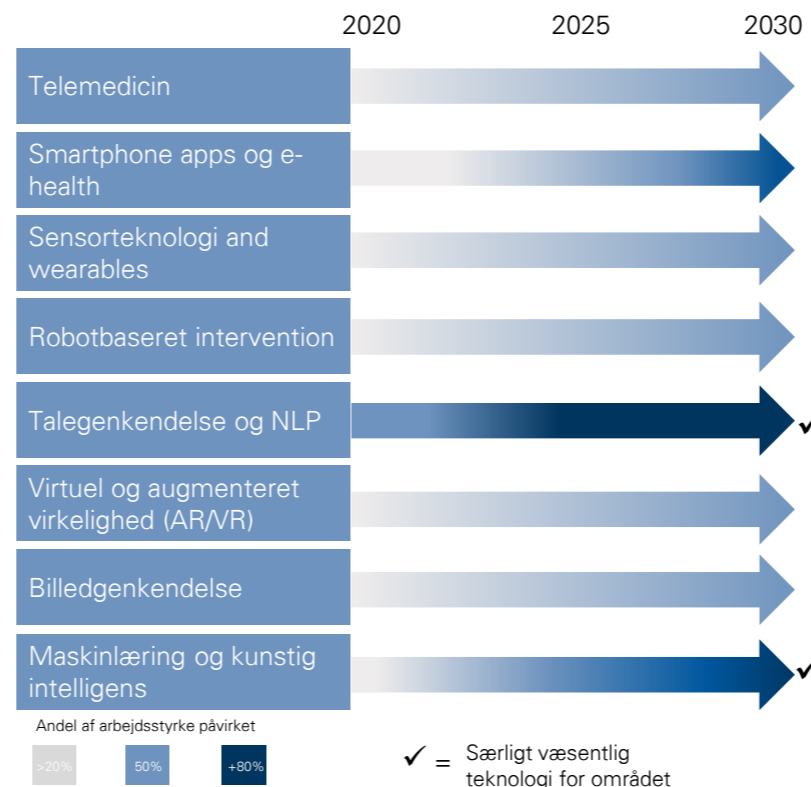 2020 2025 2030
Telemedicin
Smartphone apps og e-
health
Sensorteknologi and
wearables
Robotbaseret intervention
Talegenkendelse og NLP
✓
Virtuel og augmenteret
virkelighed (AR/VR)
Billedgenkendelse
Maskinlæring og kunstig
intelligens
✓
Andel af arbejdsstyrke påvirket
>20% 50% +80%
✓ = Særligt væsentlig
teknologi for området